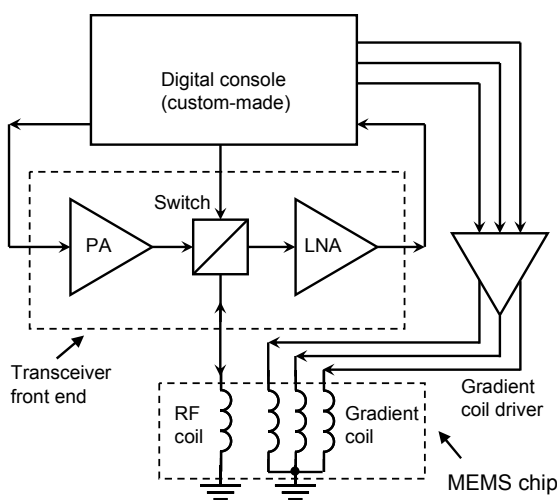 Digital console
(custom-made)
Switch
PA
LNA
Transceiver
front end
RF
coil
Gradient
coil
Gradient
coil driver
MEMS chip